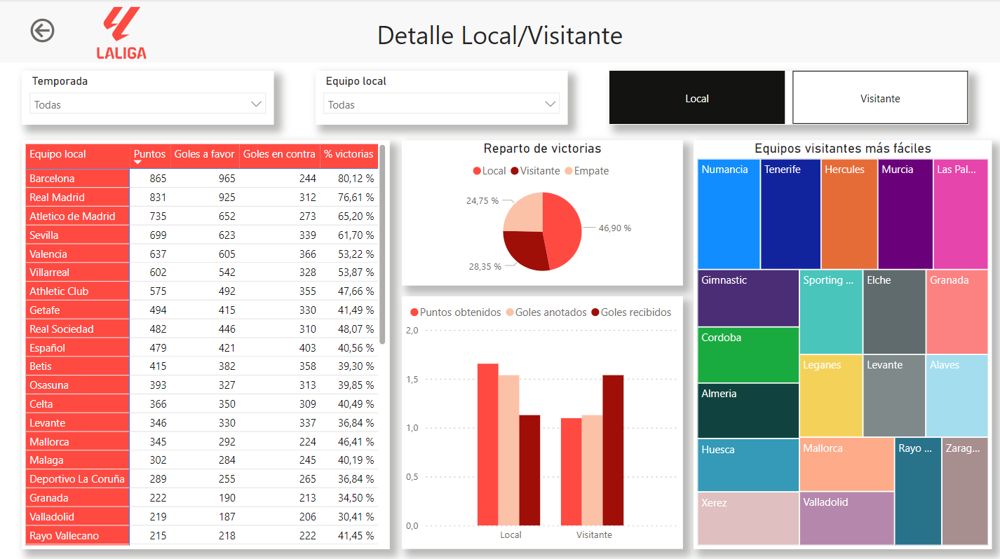 LALIGA
Detalle Local/Visitante
Temporada
Todas
Equipo local
Todas
Local
Visitante
Equipo local Puntos Goles a favor Goles en contra % victorias
Barcelona 865 965 244 80,12 %
Real Madrid 831 925 312 76,61 %
Atletico de Madrid 735 652 273 65,20 %
Sevilla 699 623 339 61,70 %
Valencia 637 605 366 53,22 %
Villarreal 602 542 328 53,87 %
Athletic Club 575 492 355 47,66 %
Getafe 494 415 330 41,49 %
Real Sociedad 482 446 310 48,07 %
Español 479 421 403 40,56 %
Betis 415 382 358 39,30 %
Osasuna 393 327 313 39,85 %
Celta 366 350 309 40,49 %
Levante 346 330 337 36,84 %
Mallorca 345 292 224 46,41 %
Malaga 302 284 245 40,19 %
Deportivo La Coruña 289 255 265 36,84 %
Granada 222 190 213 34,50 %
Valladolid 219 187 206 30,41 %
Rayo Vallecano 215 218 222 41,45 %
Reparto de victorias
Local Visitante Empate
24,75 %
46,90 %
28,35 %
Puntos obtenidos Goles anotados Goles recibidos
2,0
1,5
1,0
0,5
0,0
Local Visitante
Equipos visitantes más fáciles
Numancia Tenerife Hercules Murcia Las Pal...
Gimnastic Sporting ... Elche Granada
Cordoba
Leganes Levante Alaves
Almeria
Huesca Mallorca Rayo ... Zarag...
Xerez Valladolid